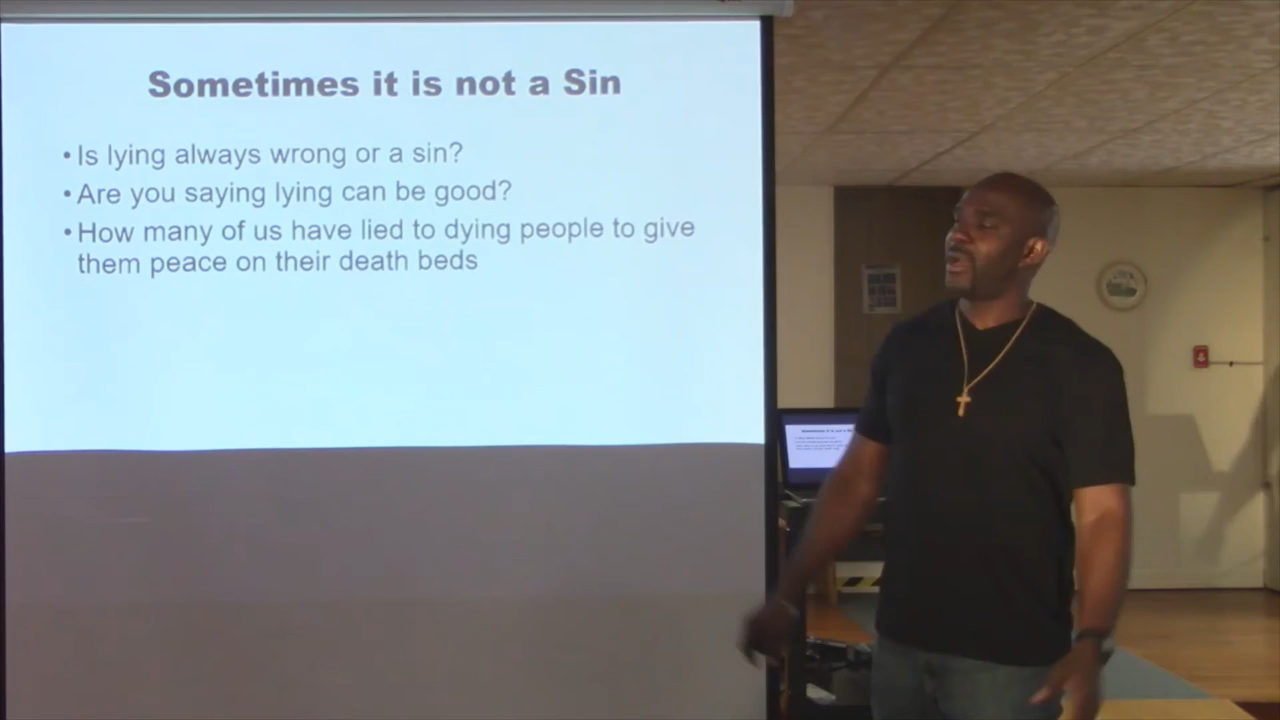 Sometimes it is not a Sin
• Is lying always wrong or a sin?
• Are you saying lying can be good?
• How many of us have lied to dying people to give
them peace on their death beds